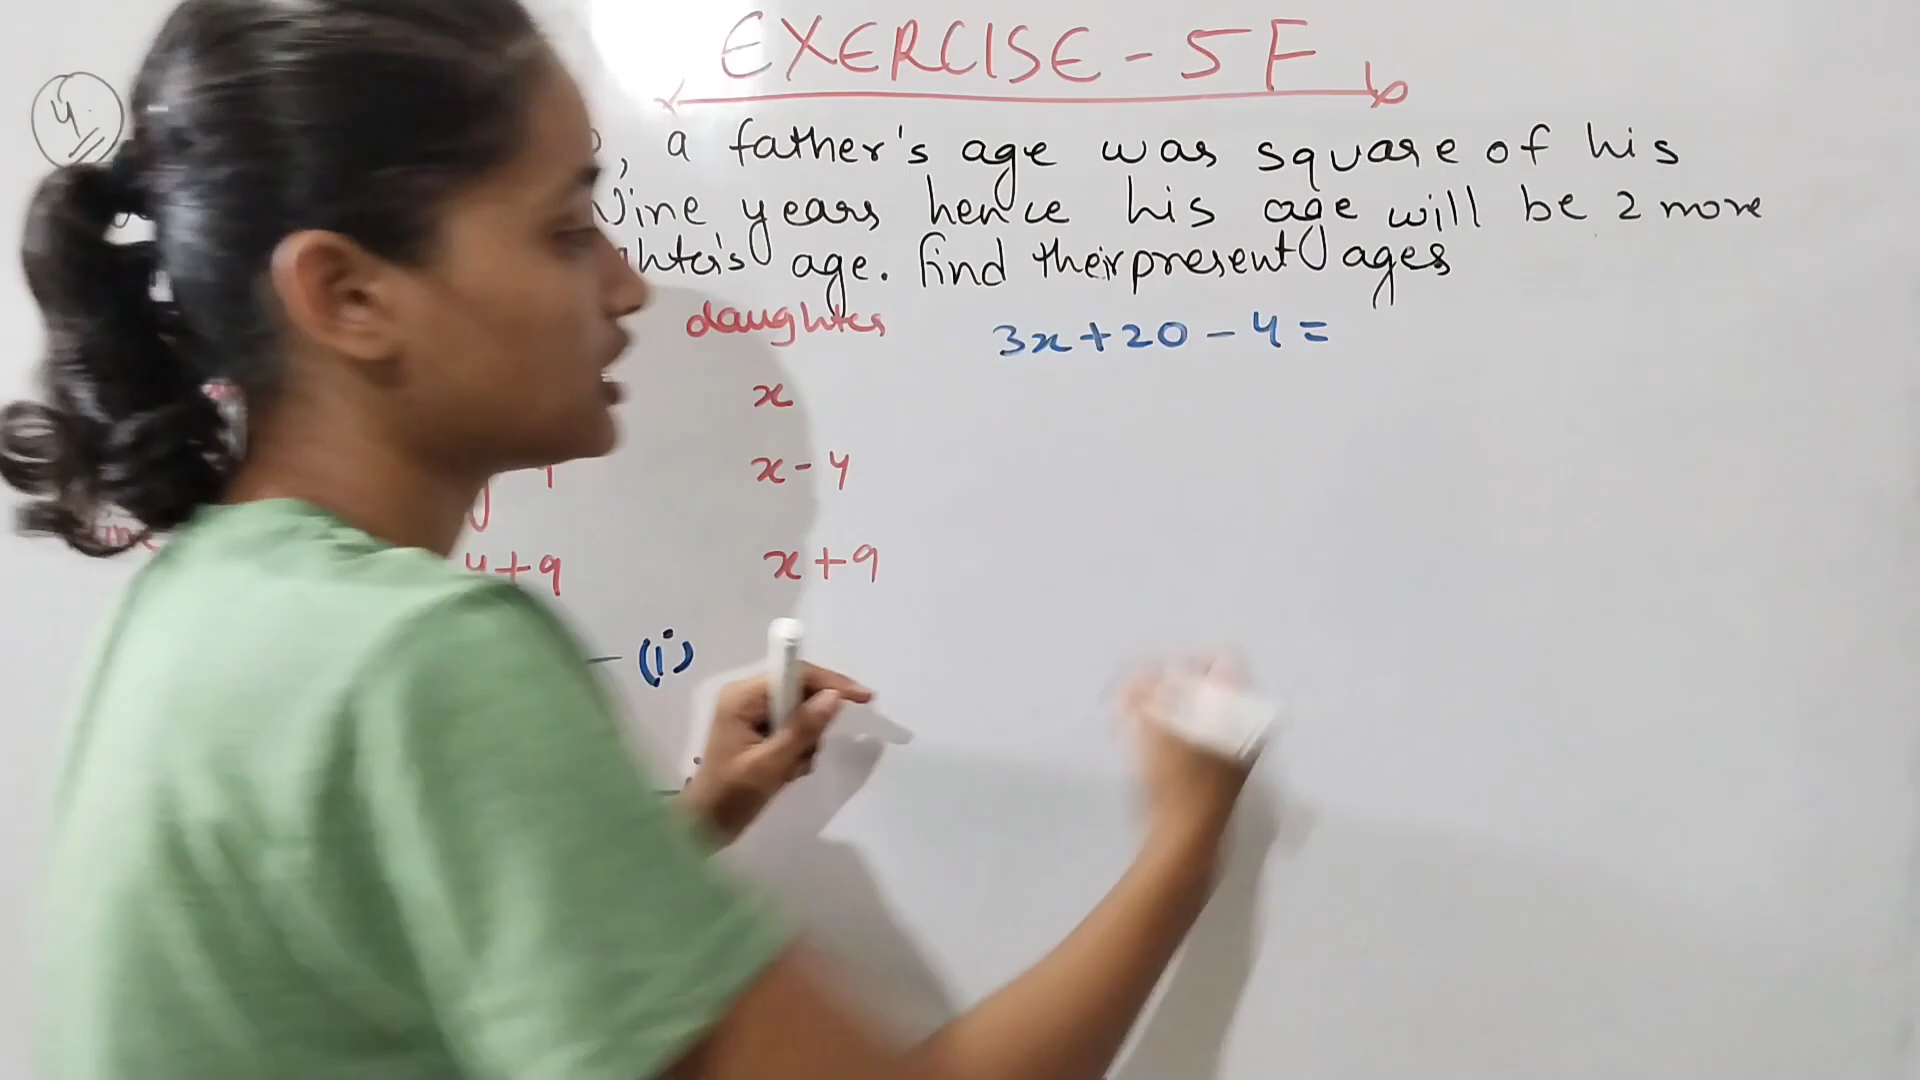 EXERCISE - 5F
4.
, a father's age was square of his
Nine years hence his age will be 2 more
age. find their present ages
daughter 3x+20-4=
x
x-4
y+9 x+9
- (i)